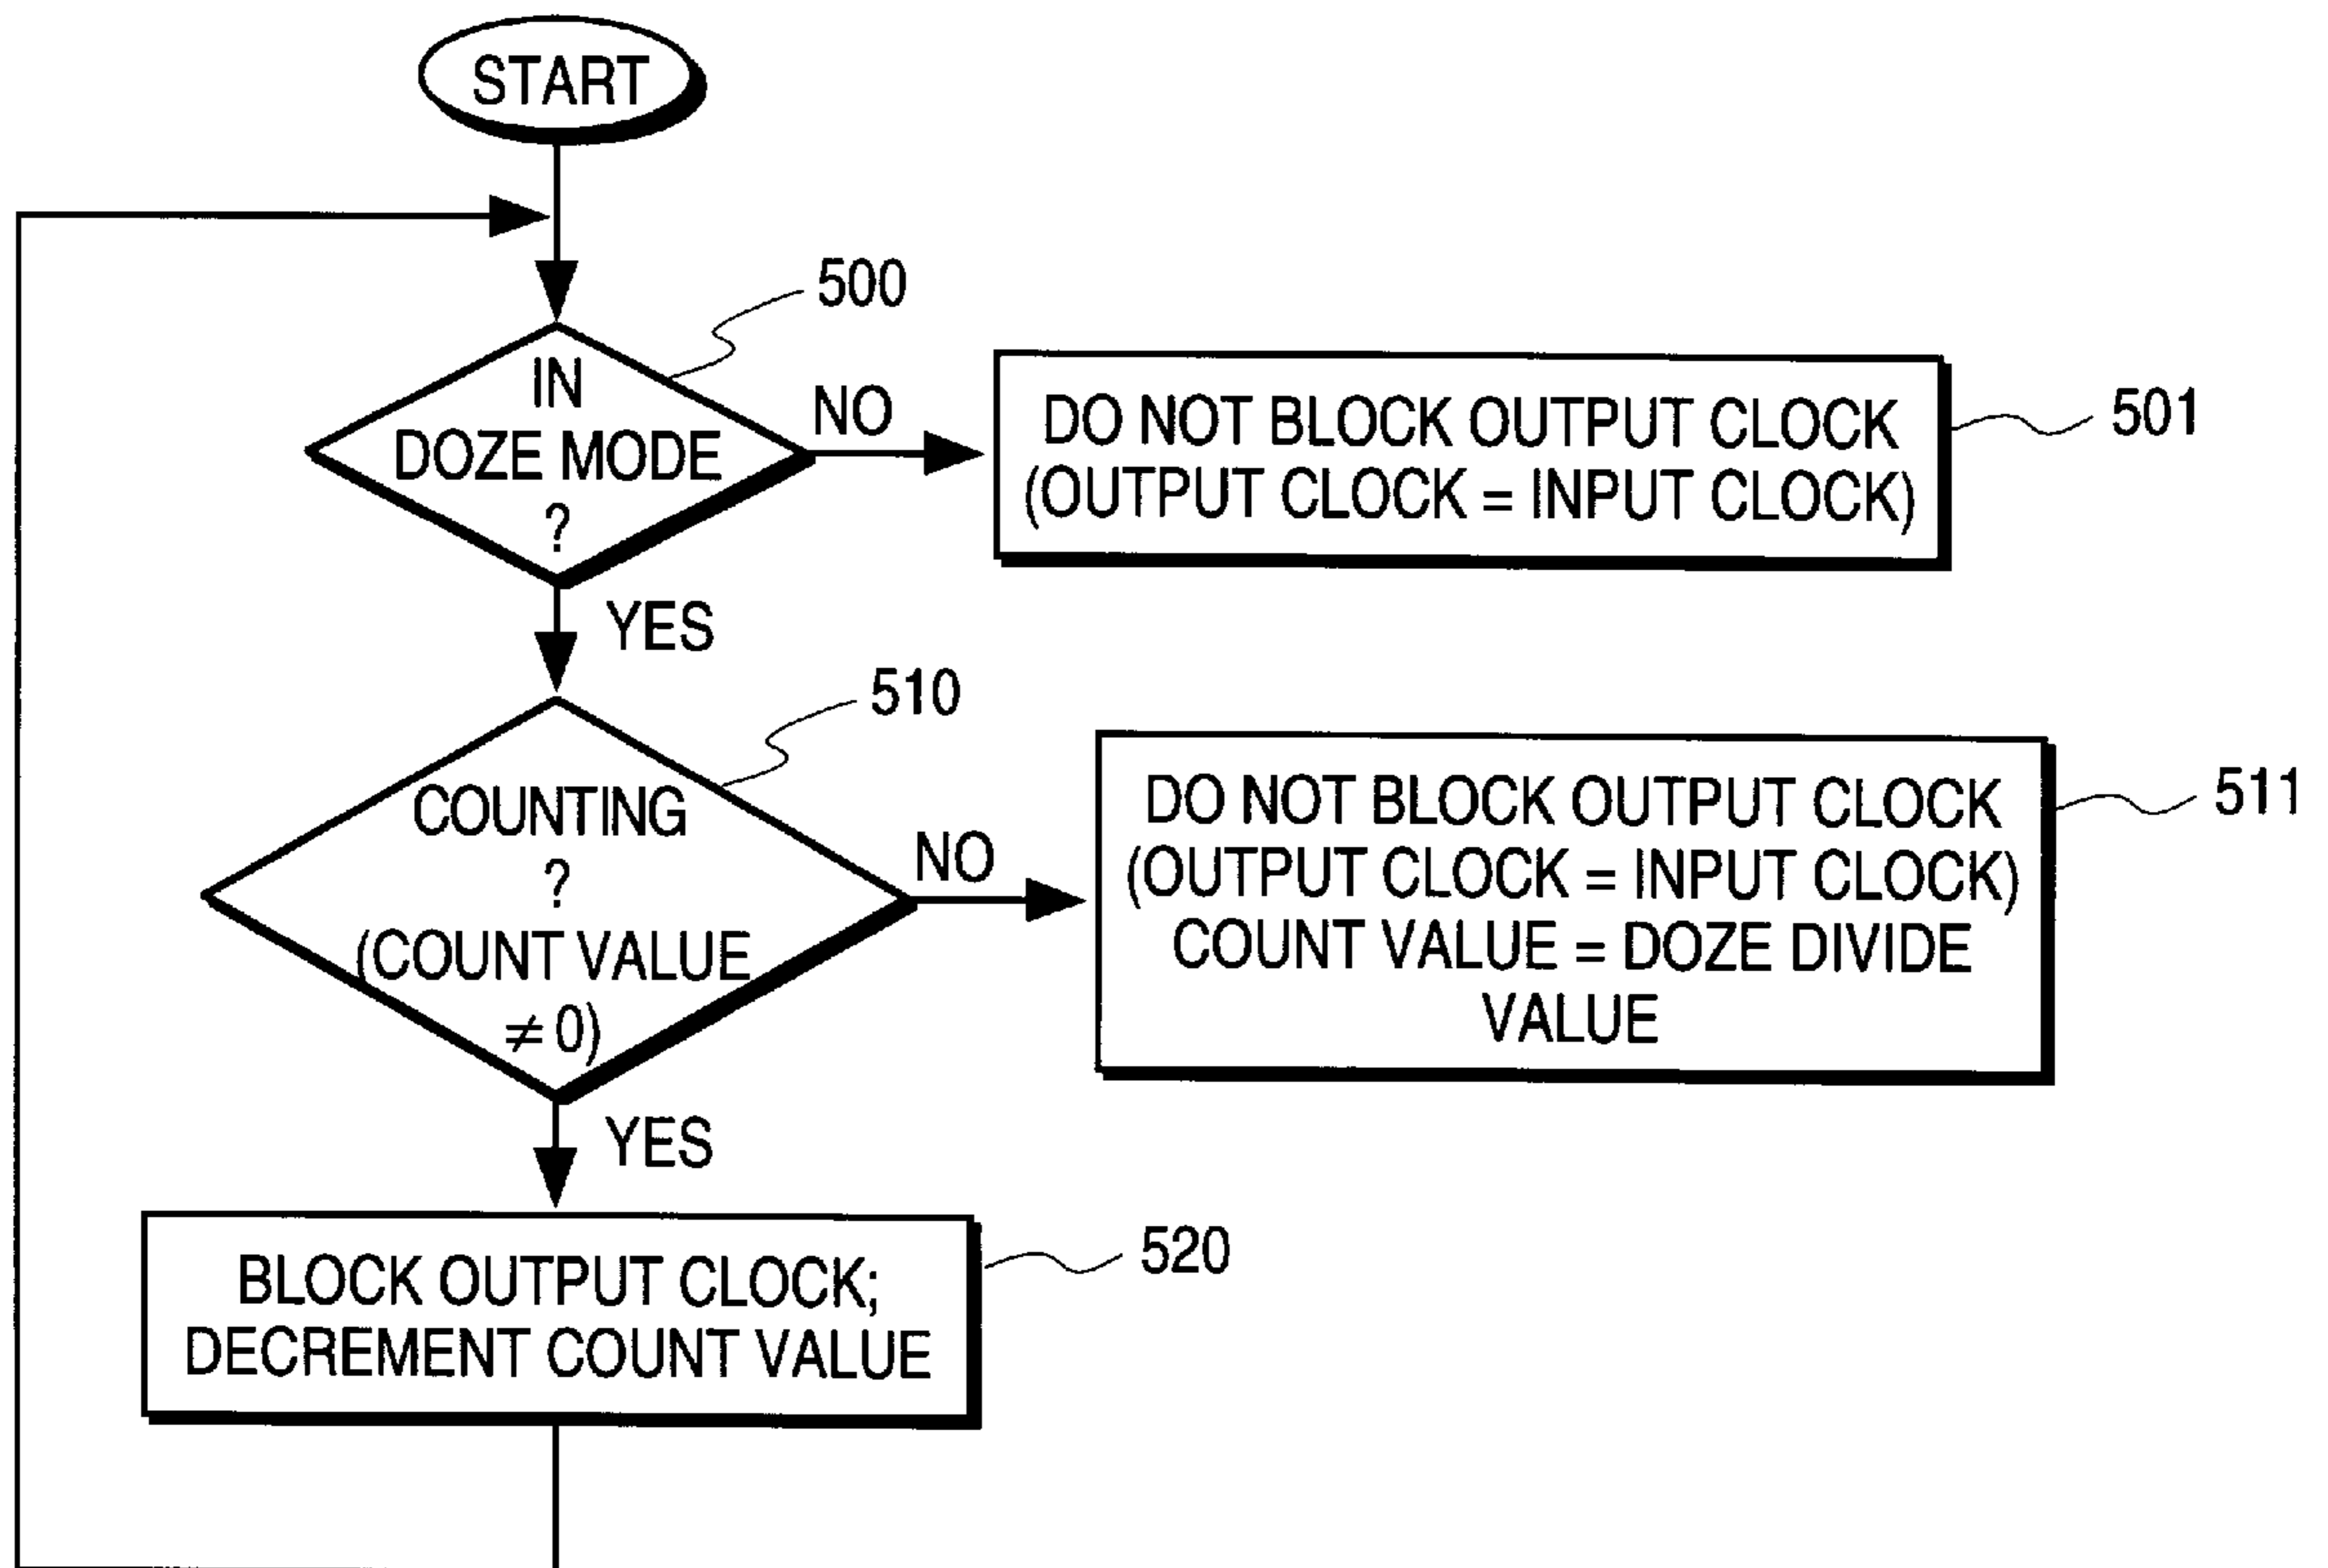 START
500
IN
DOZE MODE
?
NO
DO NOT BLOCK OUTPUT CLOCK
(OUTPUT CLOCK = INPUT CLOCK)
501
YES
510
COUNTING
?
(COUNT VALUE
≠ 0)
NO
DO NOT BLOCK OUTPUT CLOCK
(OUTPUT CLOCK = INPUT CLOCK)
COUNT VALUE = DOZE DIVIDE
VALUE
511
YES
BLOCK OUTPUT CLOCK;
DECREMENT COUNT VALUE
520